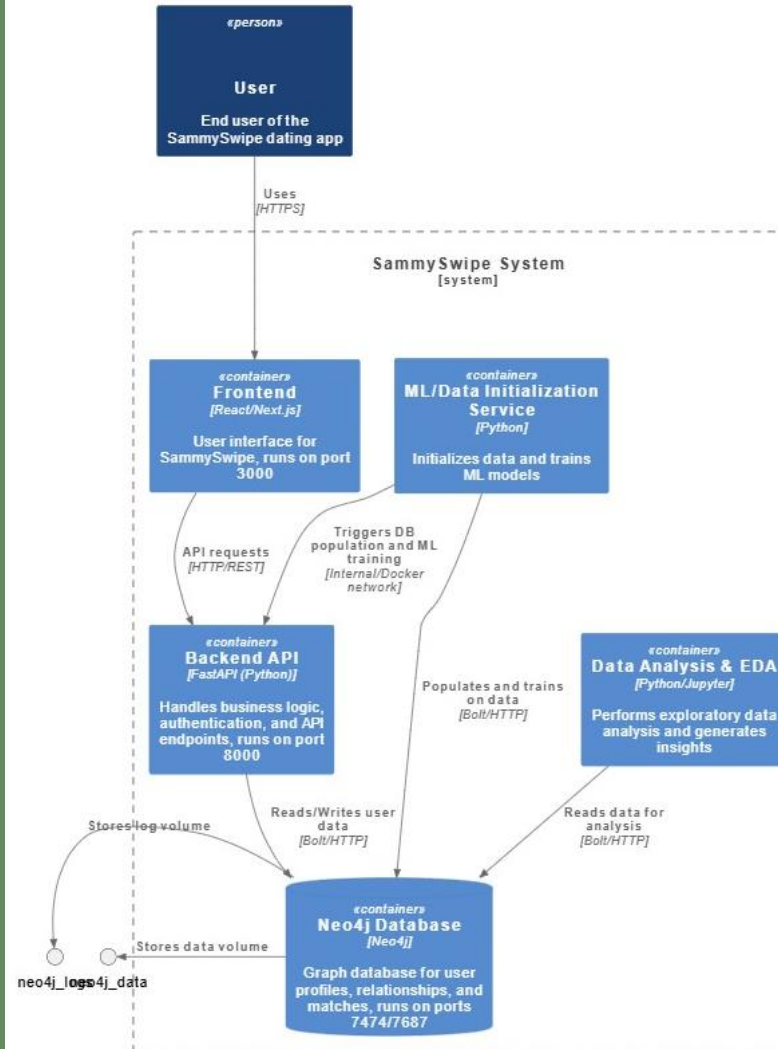 «person»
User
End user of the
SammySwipe dating app
Uses
[HTTPS]
SammySwipe System
[system]
«container»
Frontend
[React/Next.js]
User interface for
SammySwipe, runs on port
3000
«container»
ML/Data Initialization
Service
[Python]
Initializes data and trains
ML models
API requests
[HTTP/REST]
Triggers DB
population and ML
training
[Internal/Docker
network]
«container»
Backend API
[FastAPI (Python)]
Handles business logic,
authentication, and API
endpoints, runs on port
8000
Populates and trains
on data
[Bolt/HTTP]
«container»
Data Analysis & EDA
[Python/Jupyter]
Performs exploratory data
analysis and generates
insights
Stores log volume
Reads/Writes user
data
[Bolt/HTTP]
Reads data for
analysis
[Bolt/HTTP]
«container»
Neo4j Database
[Neo4j]
Graph database for user
profiles, relationships, and
matches, runs on ports
7474/7687
Stores data volume
neo4j_logs
neo4j_data